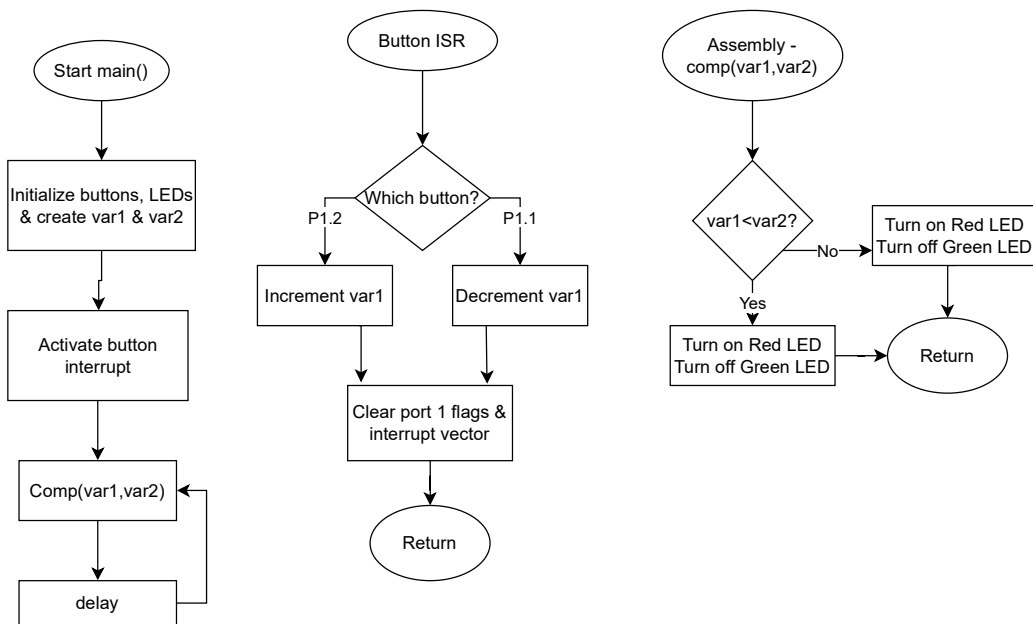 Start main()
Initialize buttons, LEDs
& create var1 & var2
Activate button
interrupt
Comp(var1,var2)
delay
Button ISR
Which button?
P1.2
P1.1
Increment var1
Decrement var1
Clear port 1 flags &
interrupt vector
Return
Assembly -
comp(var1,var2)
var1<var2?
No
Turn on Red LED
Turn off Green LED
Yes
Turn on Red LED
Turn off Green LED
Return